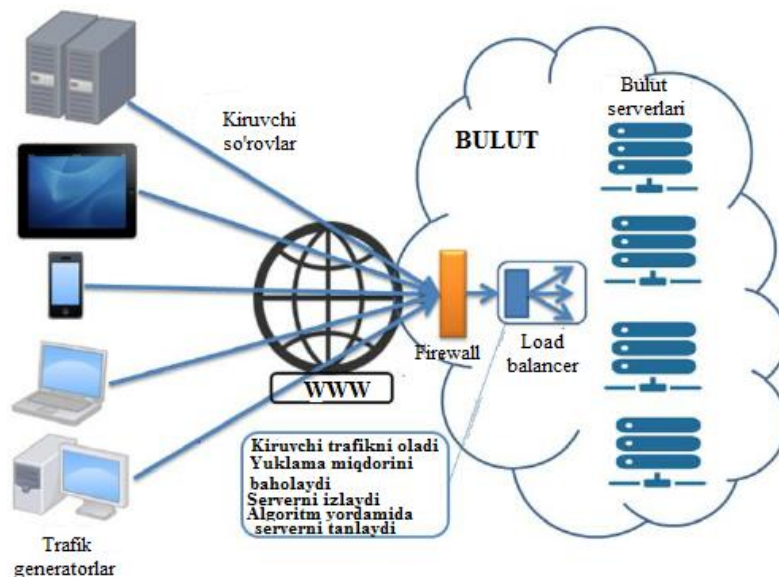 Kiruvchi
so'rovlar
BULUT
Bulut
serverlari
Firewall
Load
balancer
WWW
Kiruvchi trafikni oladi
Yuklama miqdorini
baholaydi
Serverni izlaydi
Algoritm yordamida
serverni tanlaydi
Trafik
generatorlar